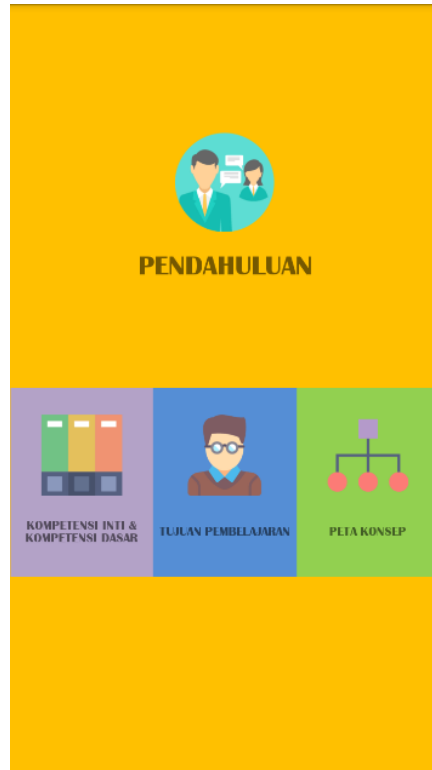 PENDAHULUAN
KOMPETENSI INTI &
KOMPETENSI DASAR
TUJUAN PEMBELAJARAN
PETA KONSEP